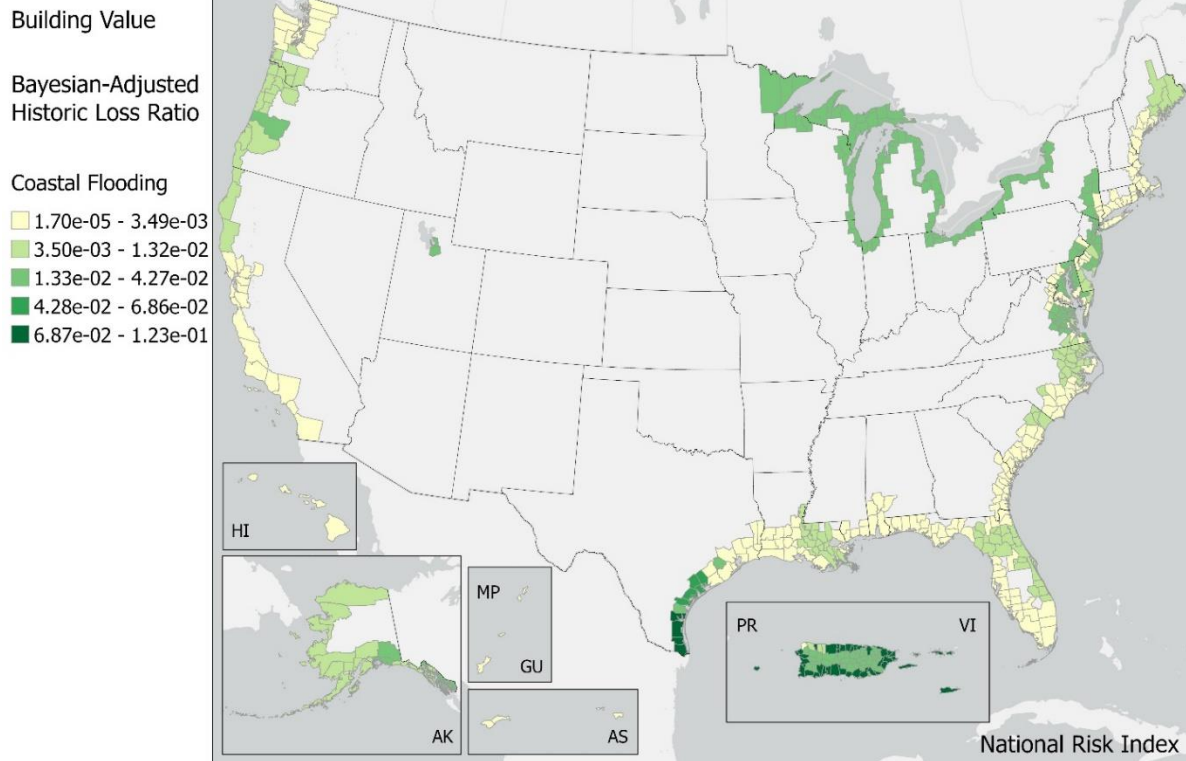 Building Value
Bayesian-Adjusted
Historic Loss Ratio
Coastal Flooding
1.70e-05 - 3.49e-03
3.50e-03 - 1.32e-02
1.33e-02 - 4.27e-02
4.28e-02 - 6.86e-02
6.87e-02 - 1.23e-01
HI
AK
MP
GU
AS
PR
VI
National Risk Index